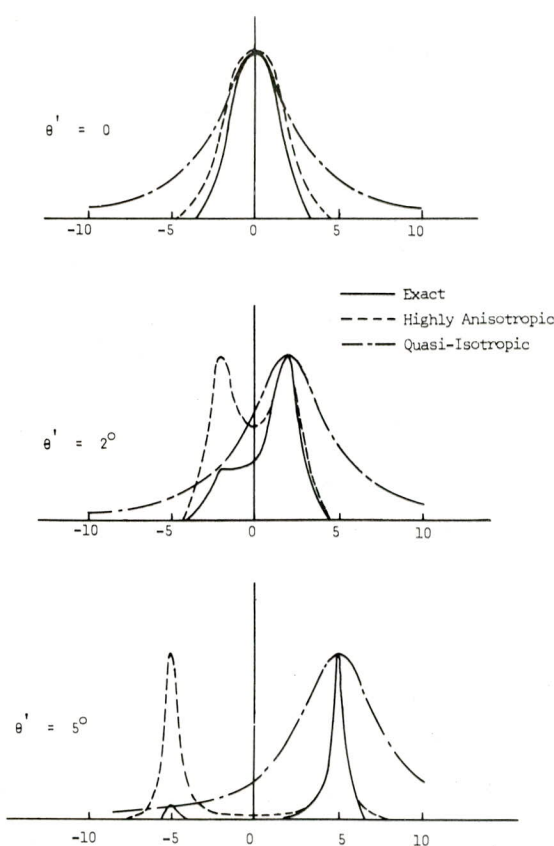 θ' = 0
-10 -5 0 5 10
Exact
Highly Anisotropic
Quasi-Isotropic
θ' = 2°
-10 -5 0 5 10
θ' = 5°
-10 -5 0 5 10